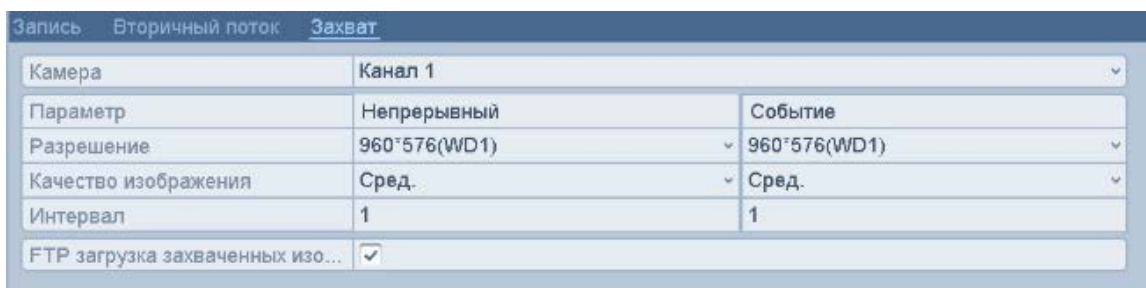 Запись Вторичный поток Захват
Камера Канал 1
Параметр Непрерывный Событие
Разрешение 960*576(WD1) 960*576(WD1)
Качество изображения Сред. Сред.
Интервал 1 1
FTP загрузка захваченных изо...